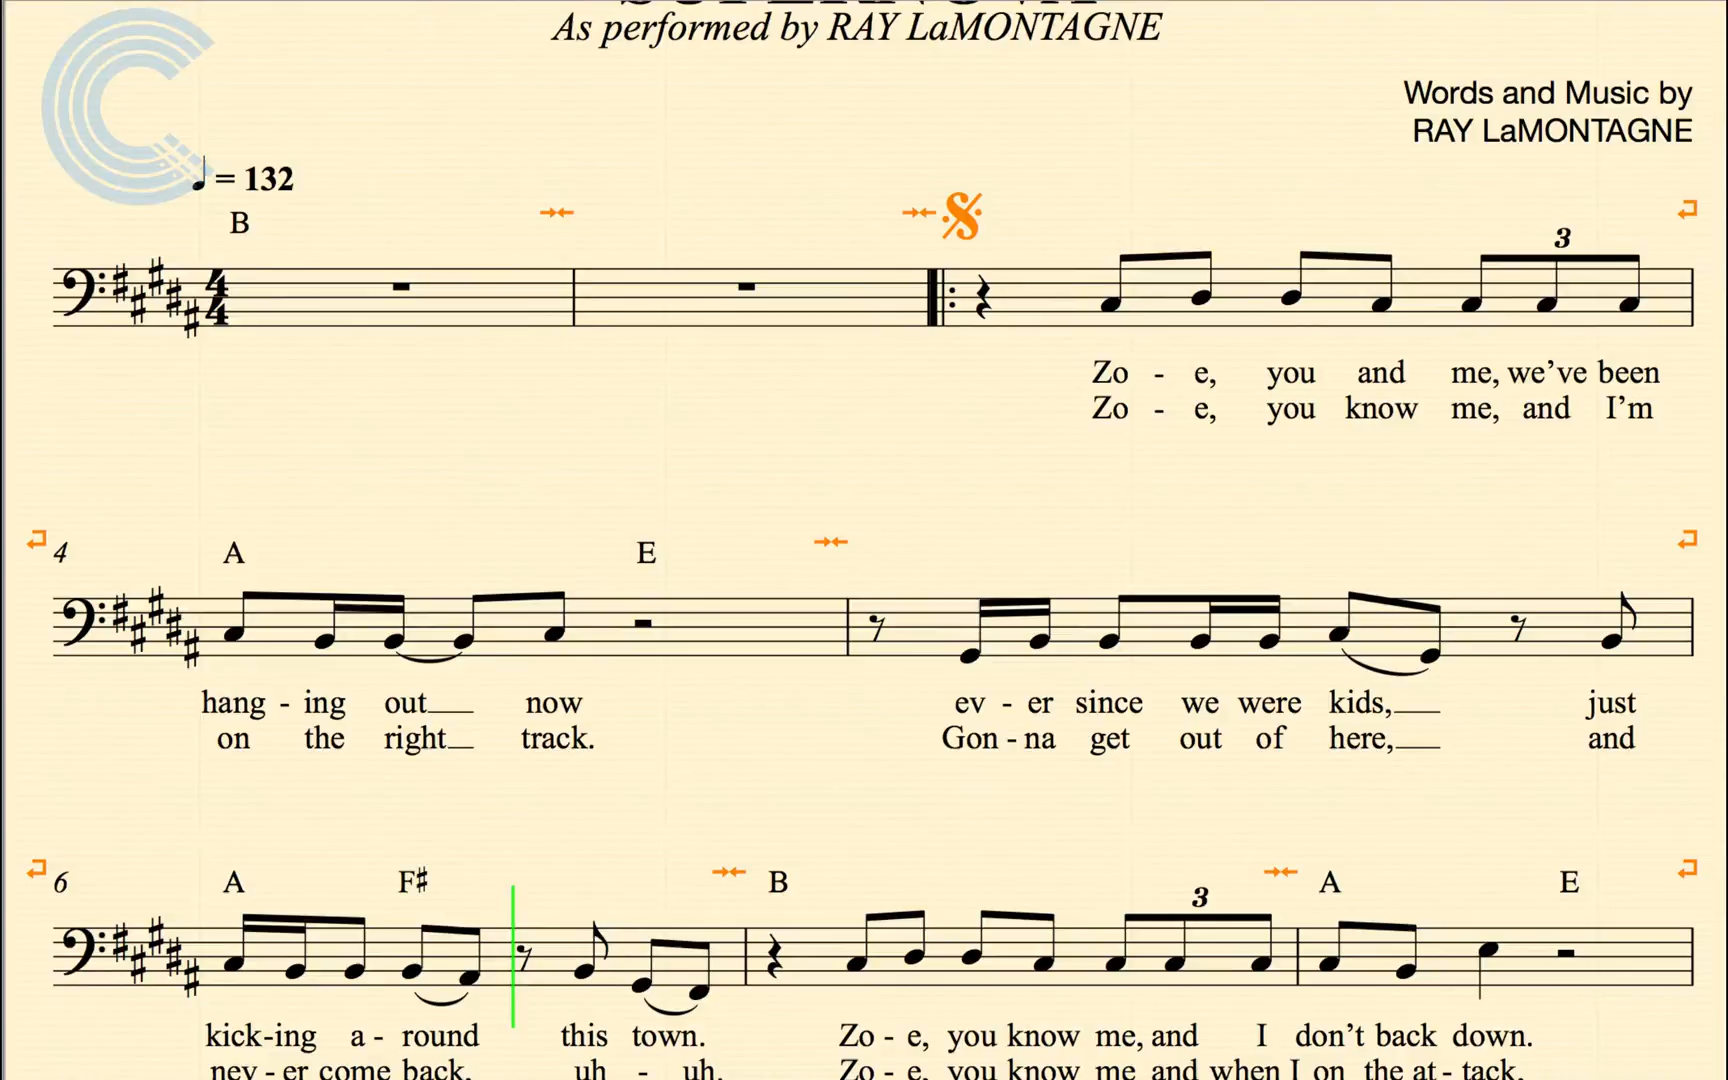 As performed by RAY LaMONTAGNE
Words and Music by
RAY LaMONTAGNE
= 132
B
3
Zo - e, you and me, we've been
Zo - e, you know me, and I'm
4 A E
hang - ing out now ev - er since we were kids, just
on the right track. Gon - na get out of here, and
6 A F♯ B 3 A E
kick-ing a - round this town. Zo - e, you know me, and I don't back down.
nev - er come back, uh - uh. Zo - e, you know me and when I on the at - tack,